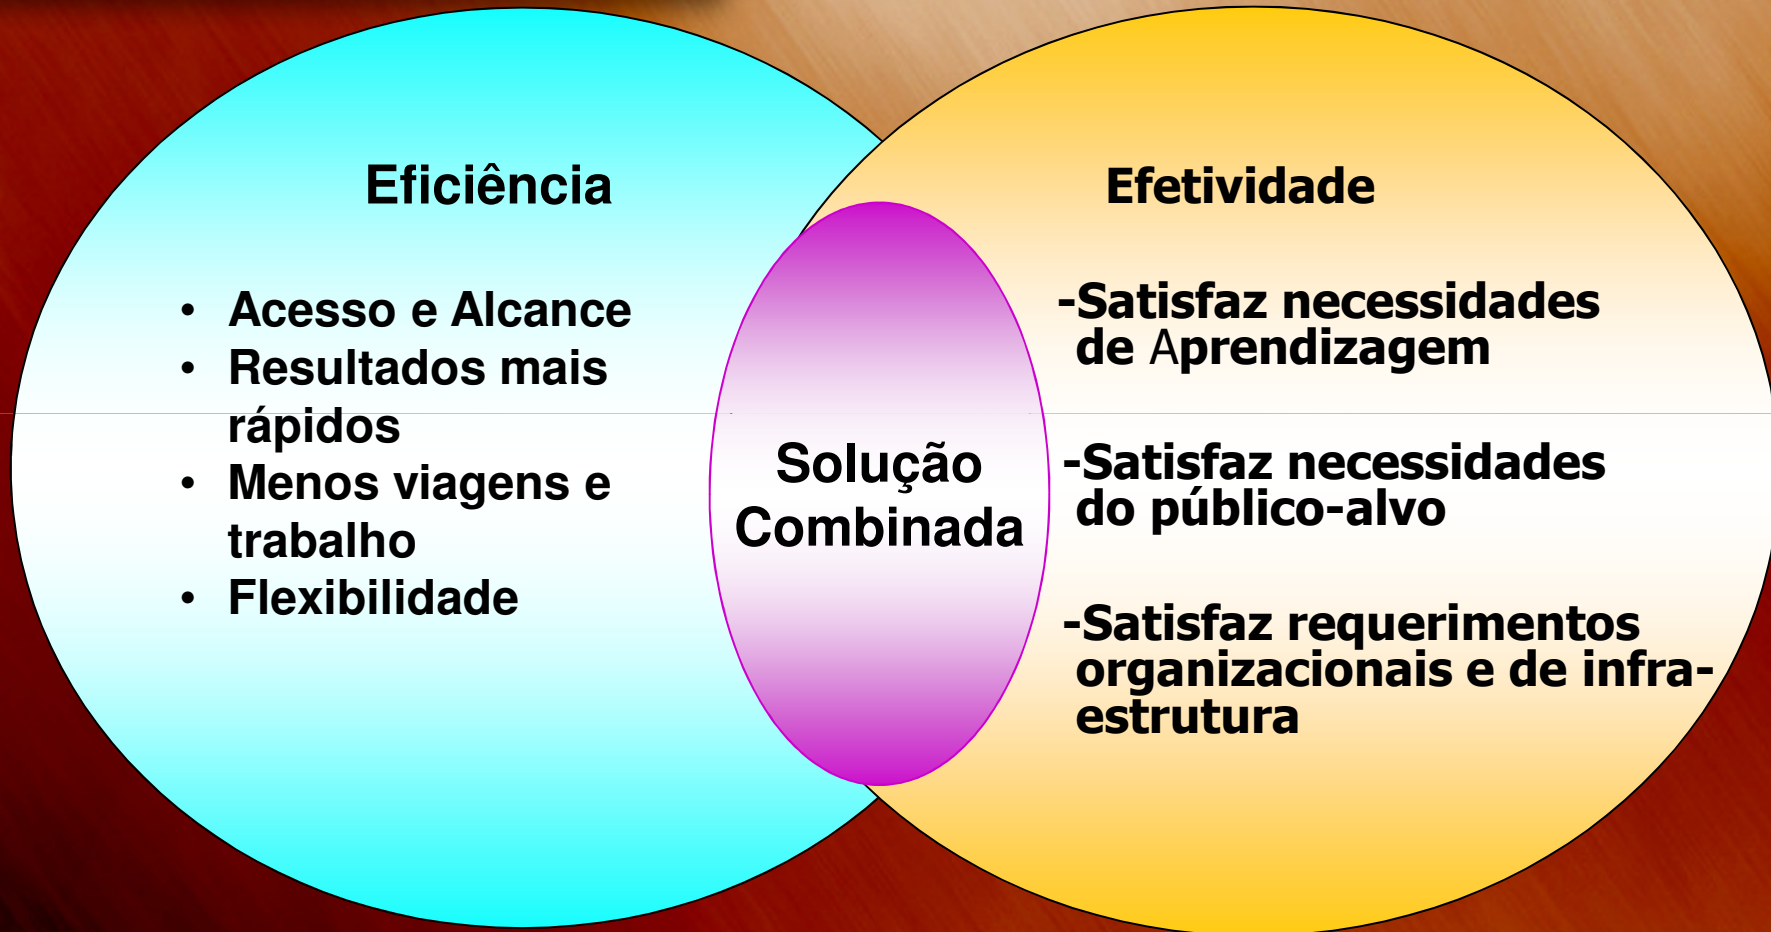 Eficiência
• Acesso e Alcance
• Resultados mais
rápidos
• Menos viagens e
trabalho
• Flexibilidade
Solução
Combinada
Efetividade
-Satisfaz necessidades
de Aprendizagem
-Satisfaz necessidades
do público-alvo
-Satisfaz requerimentos
organizacionais e de infra-
estrutura